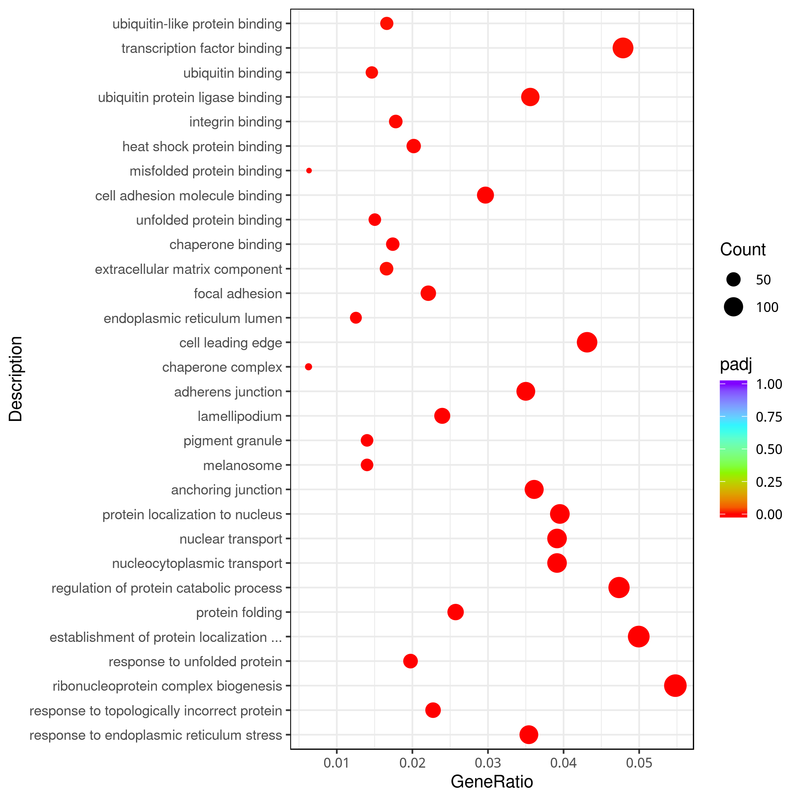 ubiquitin-like protein binding
transcription factor binding
ubiquitin binding
ubiquitin protein ligase binding
integrin binding
heat shock protein binding
misfolded protein binding
cell adhesion molecule binding
unfolded protein binding
chaperone binding
extracellular matrix component
focal adhesion
endoplasmic reticulum lumen
cell leading edge
chaperone complex
adherens junction
lamellipodium
pigment granule
melanosome
anchoring junction
protein localization to nucleus
nuclear transport
nucleocytoplasmic transport
regulation of protein catabolic process
protein folding
establishment of protein localization ...
response to unfolded protein
ribonucleoprotein complex biogenesis
response to topologically incorrect protein
response to endoplasmic reticulum stress
Description
0.01 0.02 0.03 0.04 0.05
GeneRatio
Count
50
100
padj
1.00
0.75
0.50
0.25
0.00